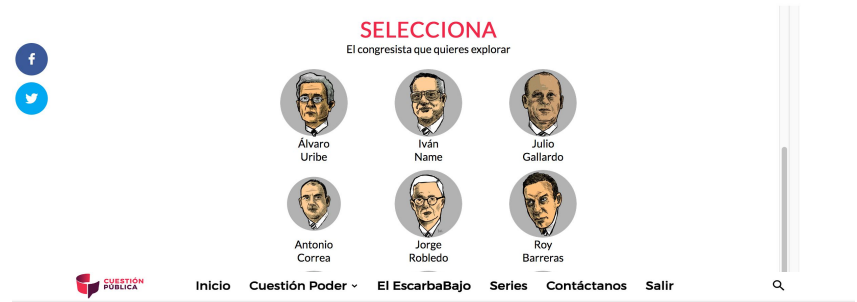 SELECCIONA
El congresista que quieres explorar
Álvaro
Uribe
Iván
Name
Julio
Gallardo
Antonio
Correa
Jorge
Robledo
Roy
Barreras
CUESTIÓN
PÚBLICA
Inicio Cuestión Poder El EscarbaBajo Series Contáctanos Salir